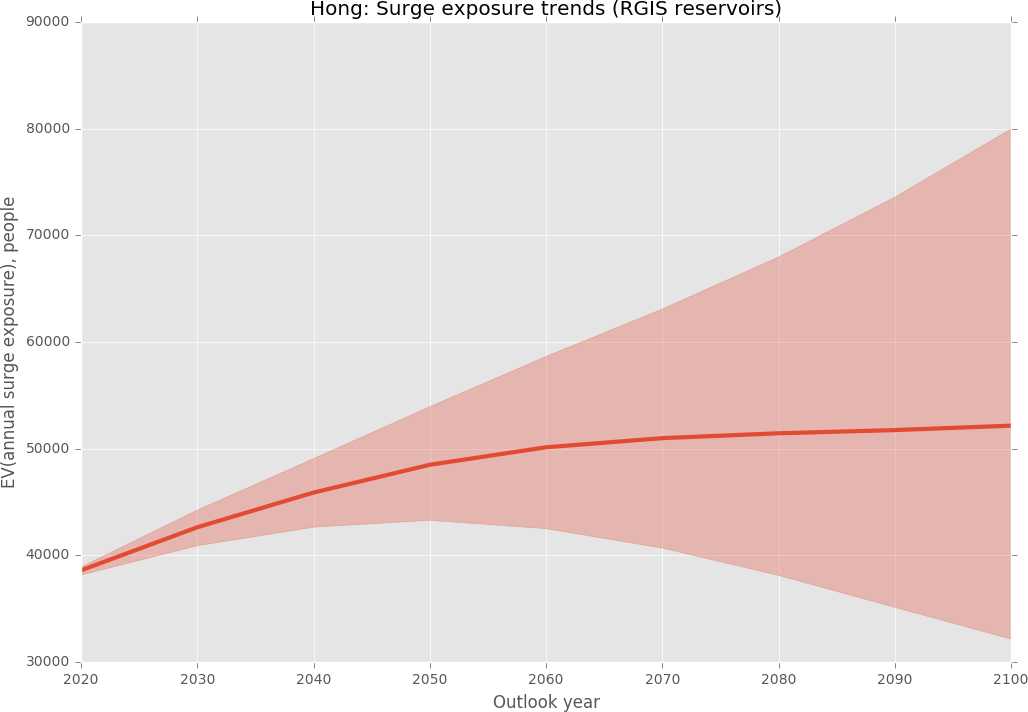 Hong: Surge exposure trends (RGIS reservoirs)
EV(annual surge exposure), people
90000
80000
70000
60000
50000
40000
30000
2020 2030 2040 2050 2060 2070 2080 2090 2100
Outlook year